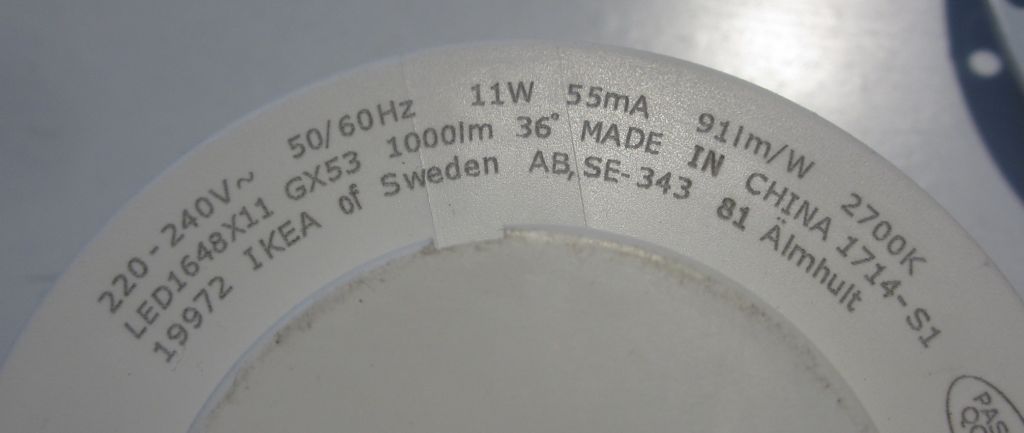 220-240V~ 50/60Hz 11W 55mA 91lm/W 2700K
LED1648X11 GX53 1000lm 36° MADE IN CHINA 1714-S1
19972 IKEA of Sweden AB, SE-343 81 Älmhult